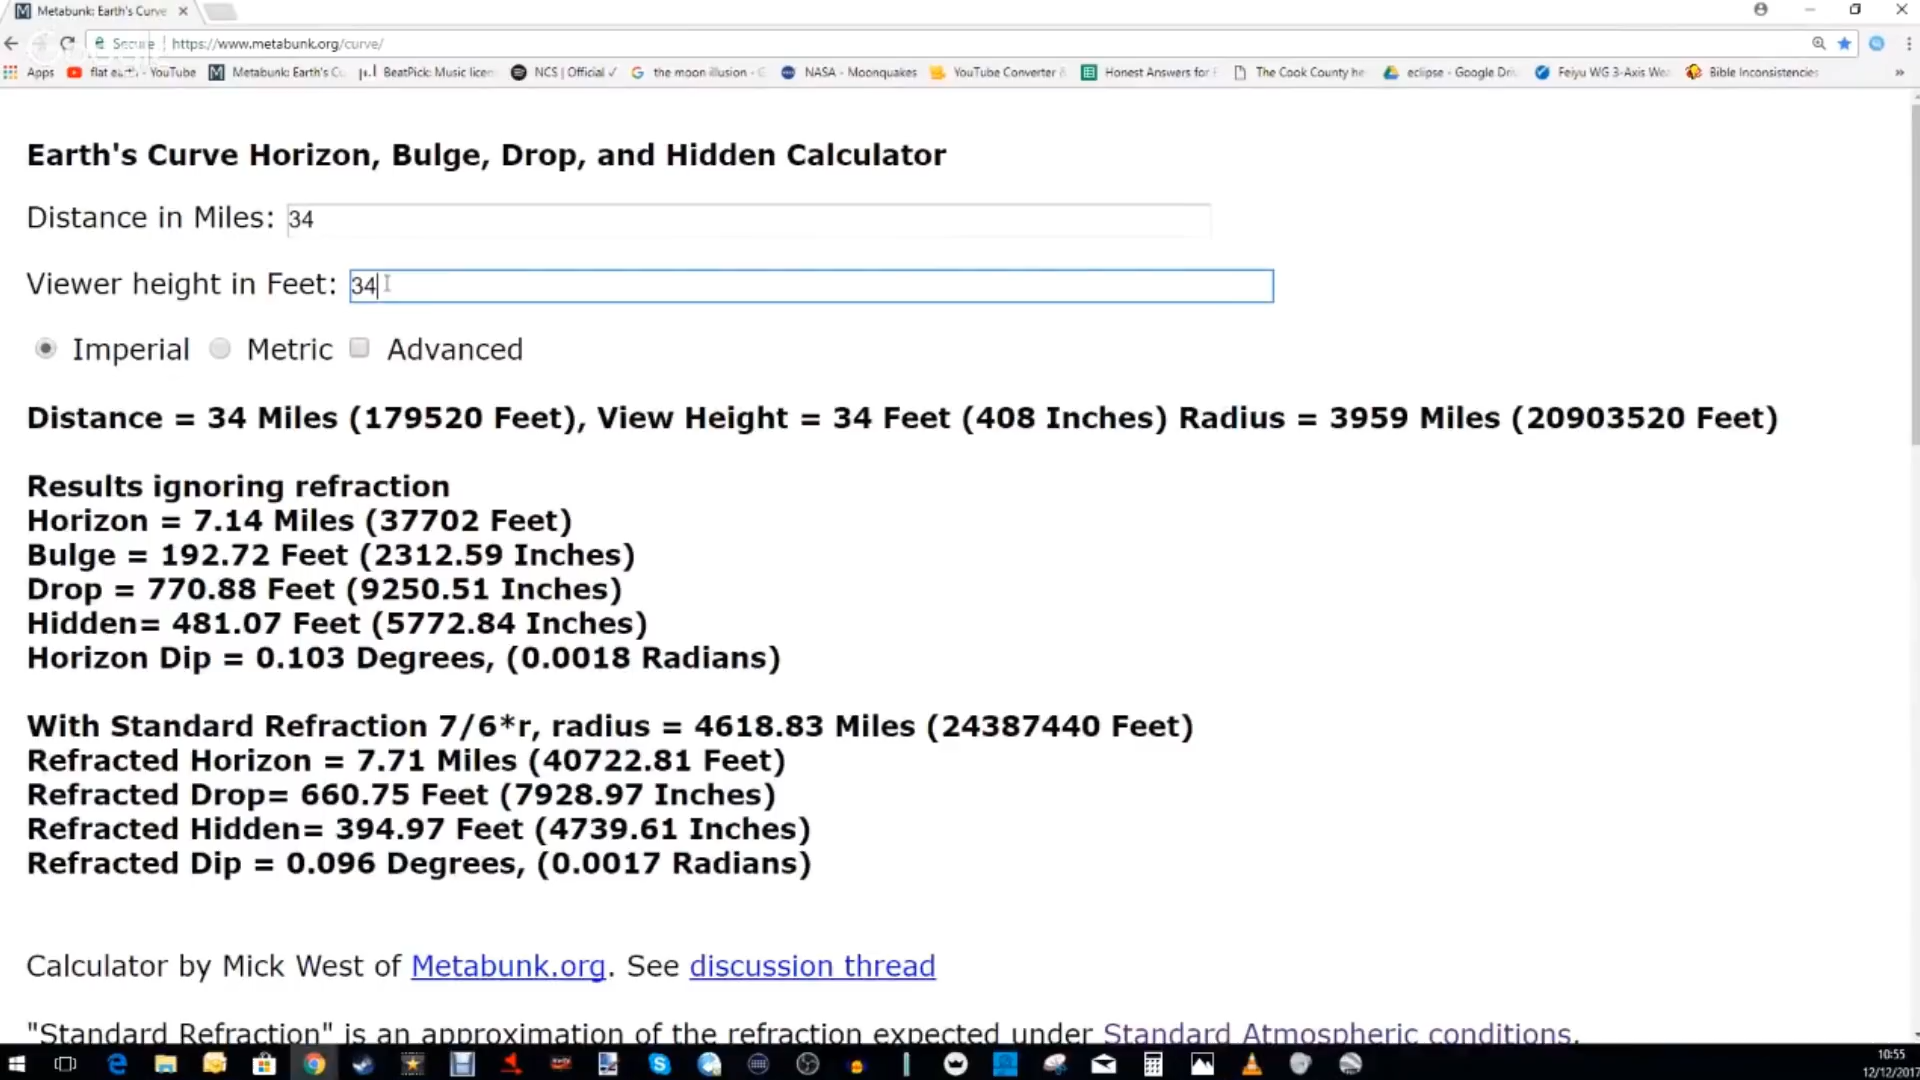 Metabunk: Earth's Curve
Secure https://www.metabunk.org/curve/
Apps flat earth - YouTube Metabunk: Earth's Cu BeatPick: Music licen NCS | Official ✓ the moon illusion - G NASA - Moonquakes YouTube Converter & Honest Answers for F The Cook County he eclipse - Google Driv Feiyu WG 3-Axis Wea Bible Inconsistencies »
Earth's Curve Horizon, Bulge, Drop, and Hidden Calculator
Distance in Miles: 34
Viewer height in Feet: 34
Imperial Metric Advanced
Distance = 34 Miles (179520 Feet), View Height = 34 Feet (408 Inches) Radius = 3959 Miles (20903520 Feet)
Results ignoring refraction
Horizon = 7.14 Miles (37702 Feet)
Bulge = 192.72 Feet (2312.59 Inches)
Drop = 770.88 Feet (9250.51 Inches)
Hidden= 481.07 Feet (5772.84 Inches)
Horizon Dip = 0.103 Degrees, (0.0018 Radians)
With Standard Refraction 7/6*r, radius = 4618.83 Miles (24387440 Feet)
Refracted Horizon = 7.71 Miles (40722.81 Feet)
Refracted Drop= 660.75 Feet (7928.97 Inches)
Refracted Hidden= 394.97 Feet (4739.61 Inches)
Refracted Dip = 0.096 Degrees, (0.0017 Radians)
Calculator by Mick West of Metabunk.org. See discussion thread
"Standard Refraction" is an approximation of the refraction expected under Standard Atmospheric conditions.
10:55
12/12/2017